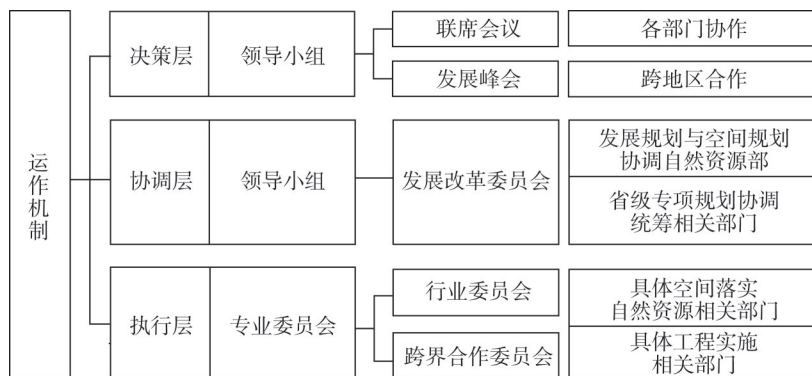 运作机制
决策层
领导小组
联席会议
各部门协作
发展峰会
跨地区合作
协调层
领导小组
发展改革委员会
发展规划与空间规划
协调自然资源部
省级专项规划协调
统筹相关部门
执行层
专业委员会
行业委员会
具体空间落实
自然资源相关部门
跨界合作委员会
具体工程实施
相关部门